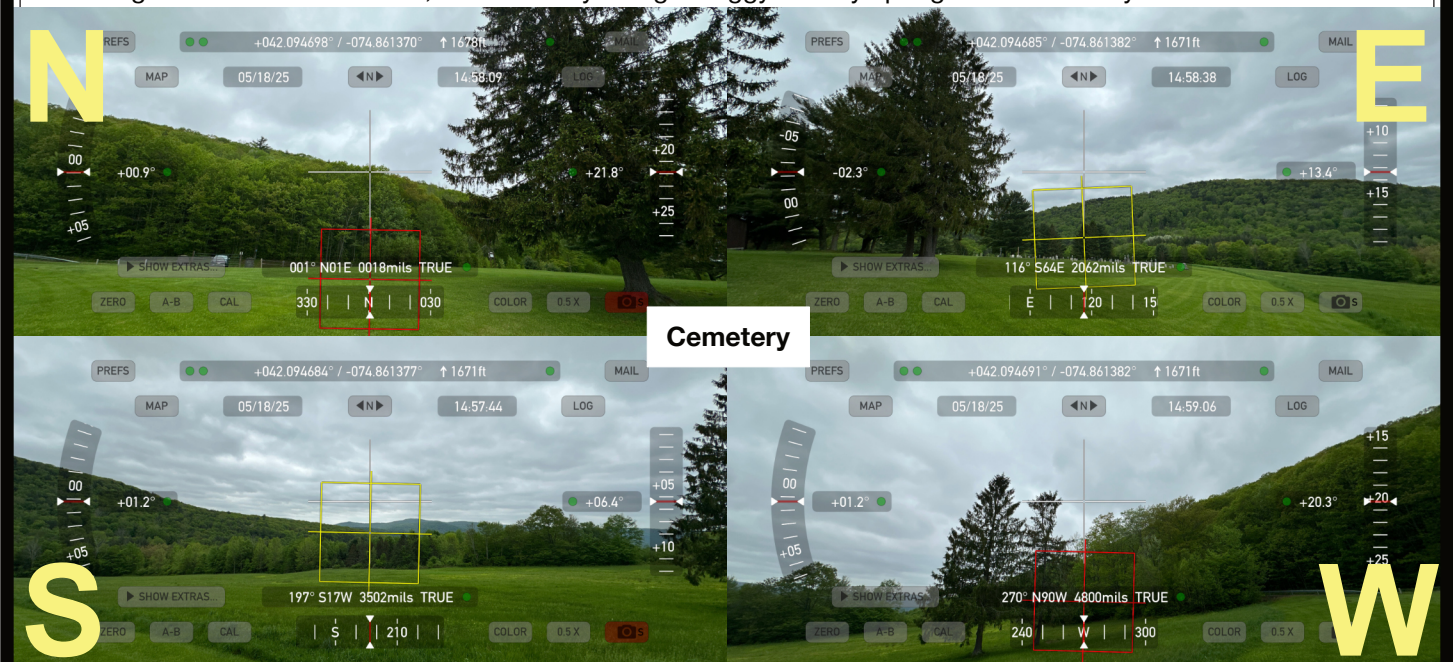 N
PREFS
+042.094698° / -074.861370° ↑ 1678ft
MAIL
MAP
05/18/25
◀N▶
14:58:09
LOG
00
+00.9°
+20
+21.8°
+05
+25
▶ SHOW EXTRAS...
001° N01E 0018mils TRUE
ZERO
A-B
CAL
330 | | N | | 030
COLOR
0.5 X
S
E
PREFS
+042.094685° / -074.861382° ↑ 1671ft
MAIL
MAP
05/18/25
◀N▶
14:58:38
LOG
-05
+10
-02.3°
+13.4°
00
+15
▶ SHOW EXTRAS...
116° S64E 2062mils TRUE
ZERO
A-B
CAL
E | | 120 | | 15
COLOR
0.5 X
S
Cemetery
S
PREFS
+042.094684° / -074.861377° ↑ 1671ft
MAIL
MAP
05/18/25
◀N▶
14:57:44
LOG
00
+05
+01.2°
+06.4°
+05
+10
▶ SHOW EXTRAS...
197° S17W 3502mils TRUE
ZERO
A-B
CAL
| S | | 210 | |
COLOR
0.5 X
S
W
PREFS
+042.094691° / -074.861382° ↑ 1671ft
MAIL
MAP
05/18/25
◀N▶
14:59:06
LOG
+15
00
+01.2°
+20
+20.3°
+05
+25
▶ SHOW EXTRAS...
270° N90W 4800mils TRUE
ZERO
A-B
CAL
240 | | W | | 300
COLOR
0.5 X